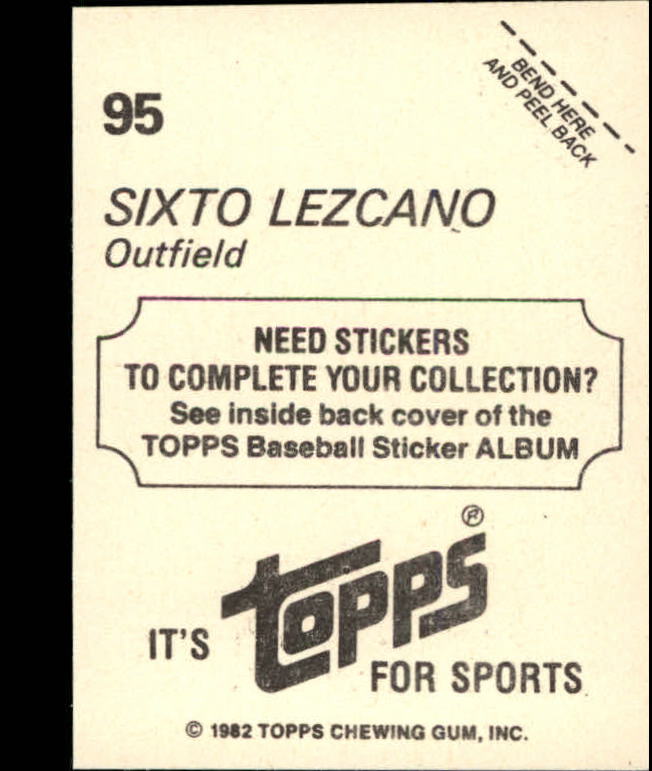 95
BEND HERE
AND PEEL BACK
SIXTO LEZCANO
Outfield
NEED STICKERS
TO COMPLETE YOUR COLLECTION?
See inside back cover of the
TOPPS Baseball Sticker ALBUM
IT'S TOPPS®
FOR SPORTS
© 1982 TOPPS CHEWING GUM, INC.